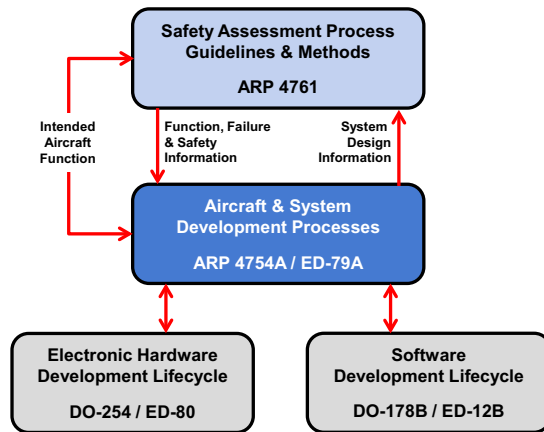 Safety Assessment Process
Guidelines & Methods
ARP 4761
Intended
Aircraft
Function
Function, Failure
& Safety
Information
System
Design
Information
Aircraft & System
Development Processes
ARP 4754A / ED-79A
Electronic Hardware
Development Lifecycle
DO-254 / ED-80
Software
Development Lifecycle
DO-178B / ED-12B